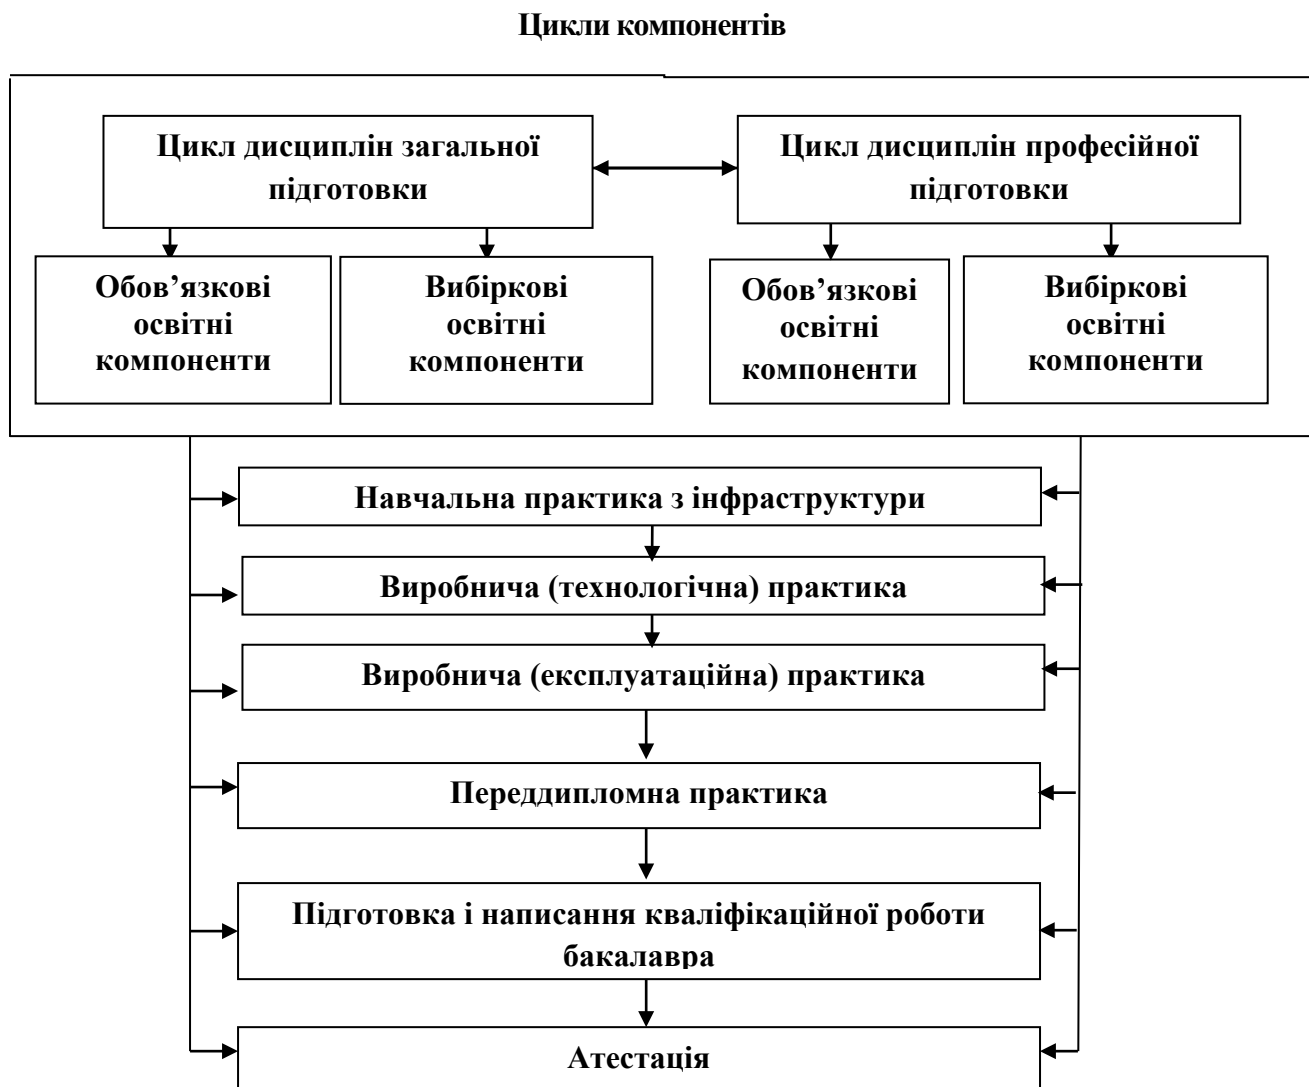 Цикли компонентів
Цикл дисциплін загальної
підготовки
Цикл дисциплін професійної
підготовки
Обов’язкові
освітні
компоненти
Вибіркові
освітні
компоненти
Обов’язкові
освітні
компоненти
Вибіркові
освітні
компоненти
Навчальна практика з інфраструктури
Виробнича (технологічна) практика
Виробнича (експлуатаційна) практика
Переддипломна практика
Підготовка і написання кваліфікаційної роботи
бакалавра
Атестація